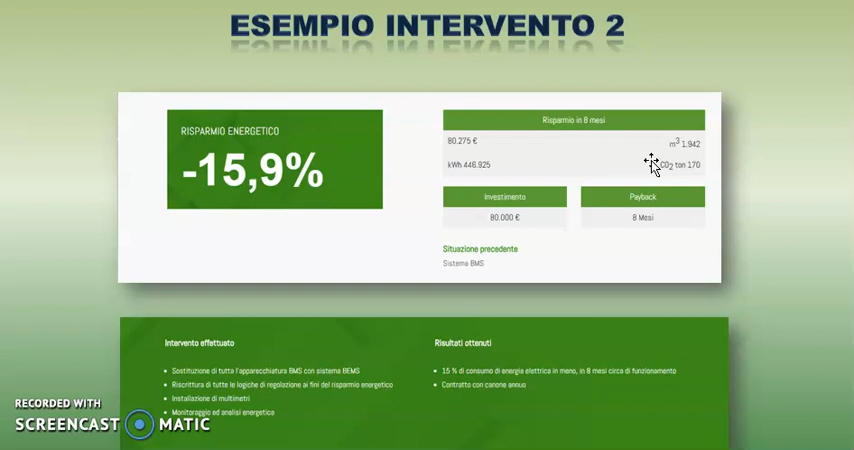 ESEMPIO INTERVENTO 2
RISPARMIO ENERGETICO
-15,9%
Risparmio in 8 mesi
80.275 € m3 1.942
kWh 446.925 CO2 ton 170
Investimento Payback
80.000 € 8 Mesi
Situazione precedente
Sistema BMS
Intervento effettuato
Sostituzione di tutta l'apparecchiatura BMS con sistema BEMS
Riscrittura di tutte le logiche di regolazione ai fini del risparmio energetico
Installazione di multimetri
Monitoraggio ed analisi energetica
Risultati ottenuti
15 % di consumo di energia elettrica in meno, in 8 mesi circa di funzionamento
Contratto con canone annuo
RECORDED WITH
SCREENCAST MATIC